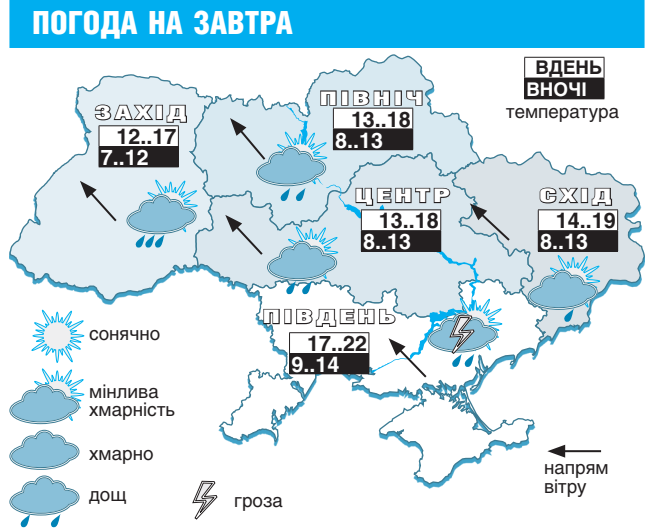 ПОГОДА НА ЗАВТРА
ВДЕНЬ
ВНОЧІ
температура
ЗАХІД
12..17
7..12
ПІВНІЧ
13..18
8..13
ЦЕНТР
13..18
8..13
СХІД
14..19
8..13
ПІВДЕНЬ
17..22
9..14
сонячно
мінлива
хмарність
хмарно
дощ
гроза
напрям
вітру